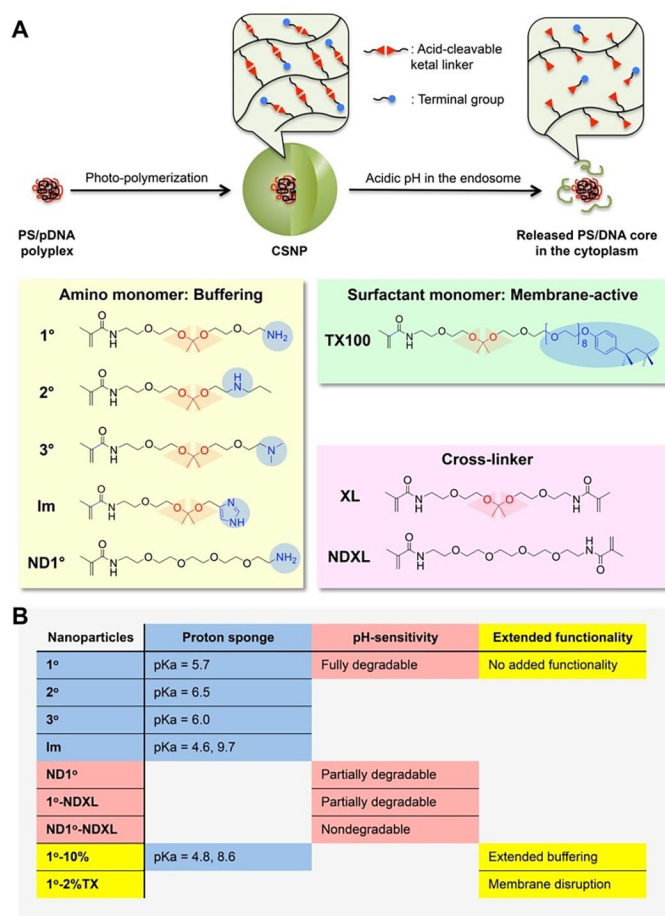 A
: Acid-cleavable
ketal linker
: Terminal group
Photo-polymerization
Acidic pH in the endosome
PS/pDNA
polyplex
CSNP
Released PS/DNA core
in the cytoplasm
Amino monomer: Buffering
1°
O
N
H
O
O
O
O
NH2
2°
O
N
H
O
O
O
H
N
3°
O
N
H
O
O
O
O
N
Im
O
N
H
O
O
O
N
NH
ND1°
O
N
H
O
O
O
O
NH2
Surfactant monomer: Membrane-active
TX100
O
N
H
O
O
O
O
O
8
O
Cross-linker
XL
O
N
H
O
O
O
O
H
N
O
NDXL
O
N
H
O
O
O
O
H
N
O
B
Nanoparticles Proton sponge pH-sensitivity Extended functionality
1° pKa = 5.7 Fully degradable No added functionality
2° pKa = 6.5
3° pKa = 6.0
Im pKa = 4.6, 9.7
ND1° Partially degradable
1°-NDXL Partially degradable
ND1°-NDXL Nondegradable
1°-10% pKa = 4.8, 8.6 Extended buffering
1°-2%TX Membrane disruption